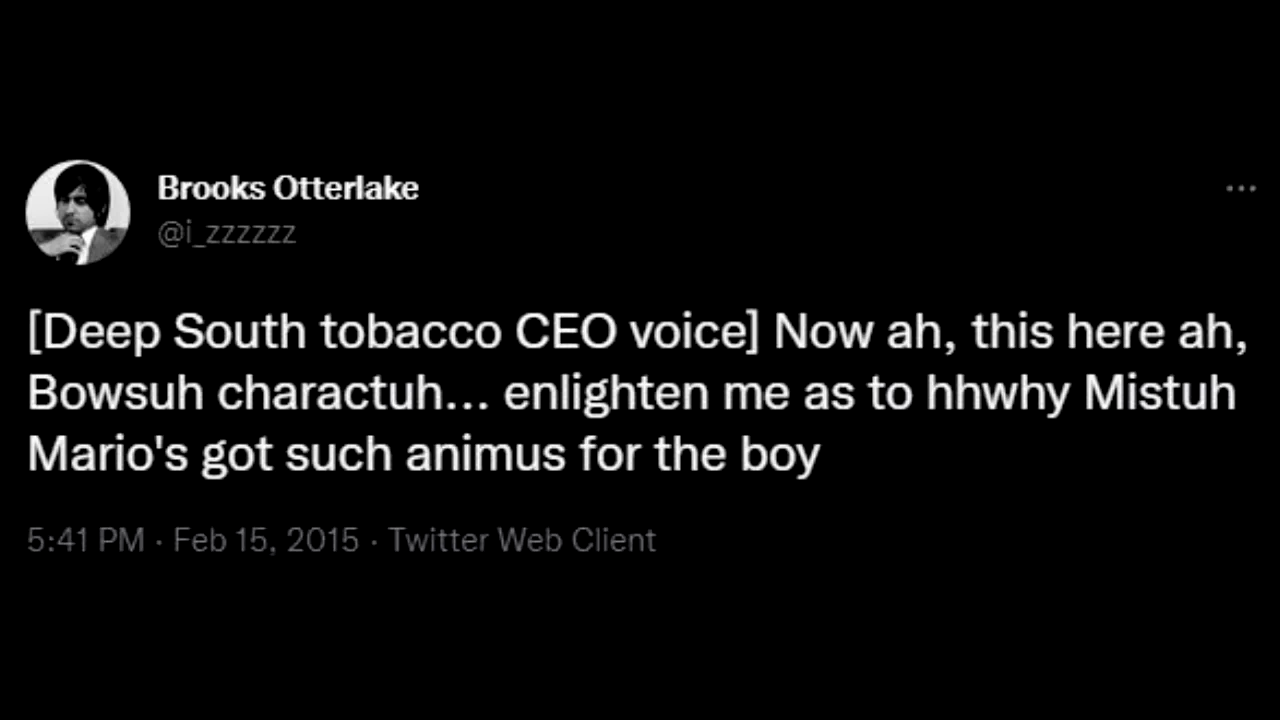 Brooks Otterlake
@i_zzzzzz
[Deep South tobacco CEO voice] Now ah, this here ah,
Bowsuh charactuh... enlighten me as to hhwhy Mistuh
Mario's got such animus for the boy
5:41 PM · Feb 15, 2015 · Twitter Web Client